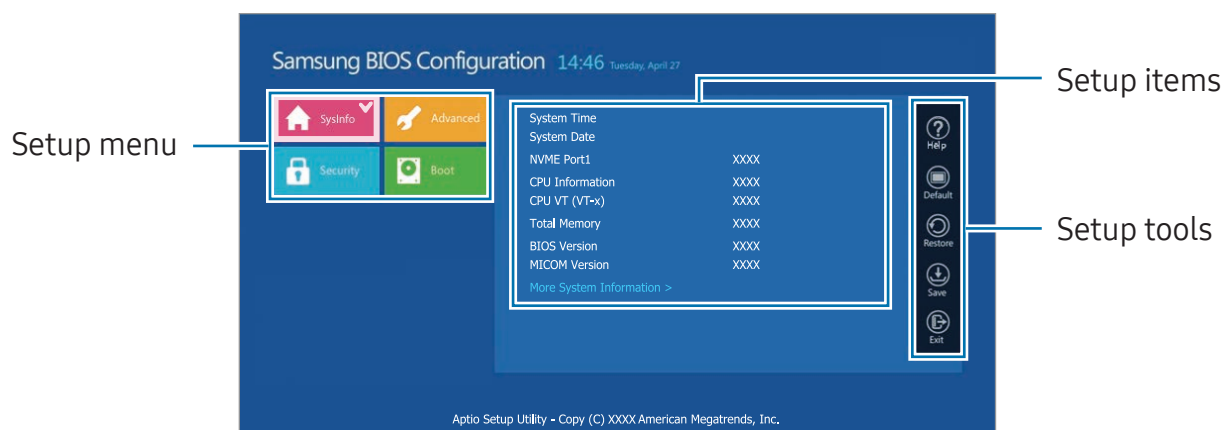 Samsung BIOS Configuration 14:46 Tuesday, April 27
Setup menu
SysInfo
Advanced
Security
Boot
Setup items
System Time
System Date
NVME Port1 XXXX
CPU Information XXXX
CPU VT (VT-x) XXXX
Total Memory XXXX
BIOS Version XXXX
MICOM Version XXXX
More System Information >
Setup tools
Help
Default
Restore
Save
Exit
Aptio Setup Utility - Copy (C) XXXX American Megatrends, Inc.